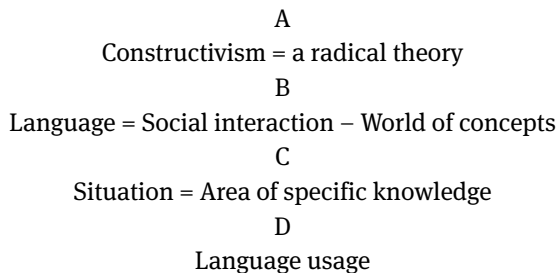 A
Constructivism = a radical theory
B
Language = Social interaction – World of concepts
C
Situation = Area of specific knowledge
D
Language usage